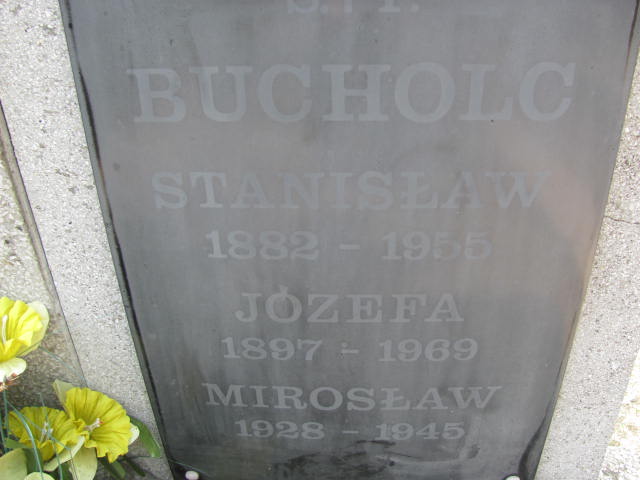 Ś.†P.
BUCHOLC
STANISŁAW
1882 - 1955
JÓZEFA
1897 - 1969
MIROSŁAW
1928 - 1945